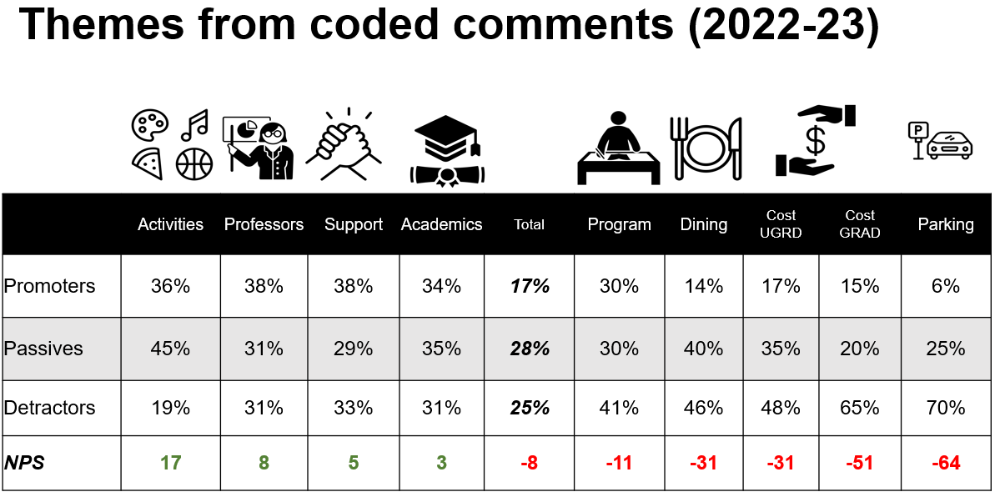 Themes from coded comments (2022-23)
$
P
Activities Professors Support Academics Total Program Dining Cost UGRD Cost GRAD Parking
Promoters 36% 38% 38% 34% 17% 30% 14% 17% 15% 6%
Passives 45% 31% 29% 35% 28% 30% 40% 35% 20% 25%
Detractors 19% 31% 33% 31% 25% 41% 46% 48% 65% 70%
NPS 17 8 5 3 -8 -11 -31 -31 -51 -64